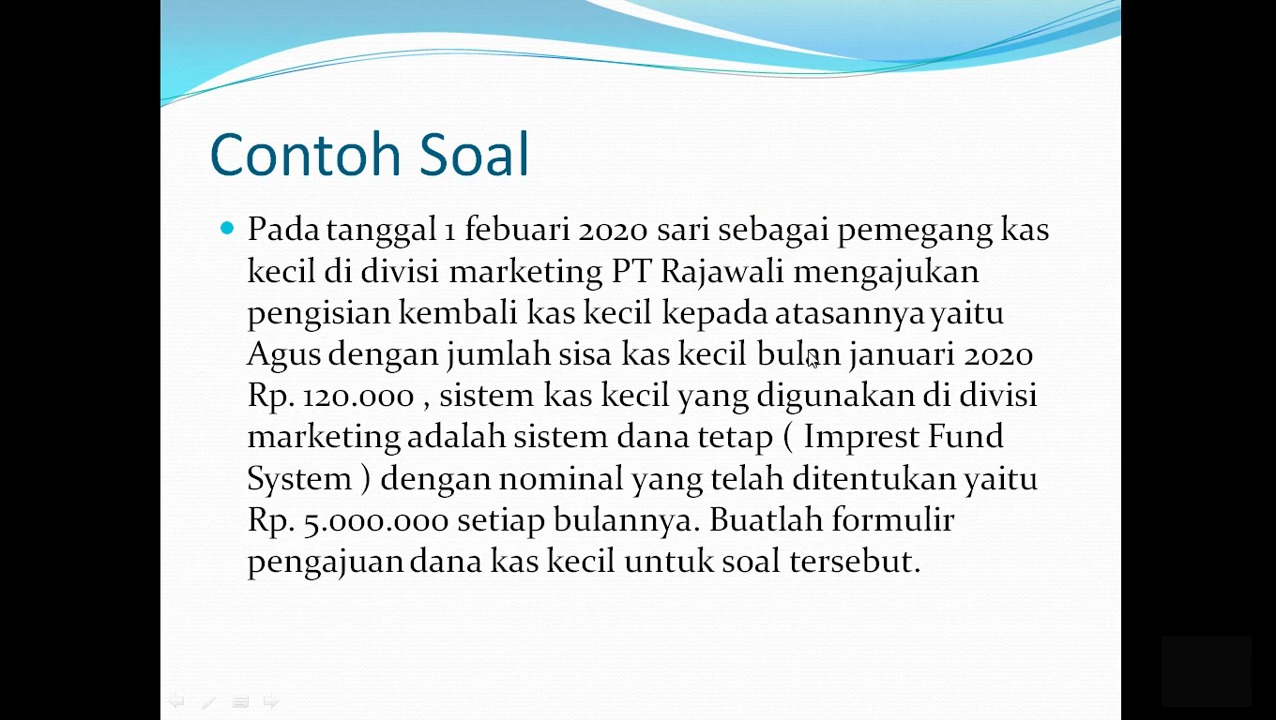 Contoh Soal
Pada tanggal 1 febuari 2020 sari sebagai pemegang kas
kecil di divisi marketing PT Rajawali mengajukan
pengisian kembali kas kecil kepada atasannya yaitu
Agus dengan jumlah sisa kas kecil bulan januari 2020
Rp. 120.000 , sistem kas kecil yang digunakan di divisi
marketing adalah sistem dana tetap ( Imprest Fund
System ) dengan nominal yang telah ditentukan yaitu
Rp. 5.000.000 setiap bulannya. Buatlah formulir
pengajuan dana kas kecil untuk soal tersebut.